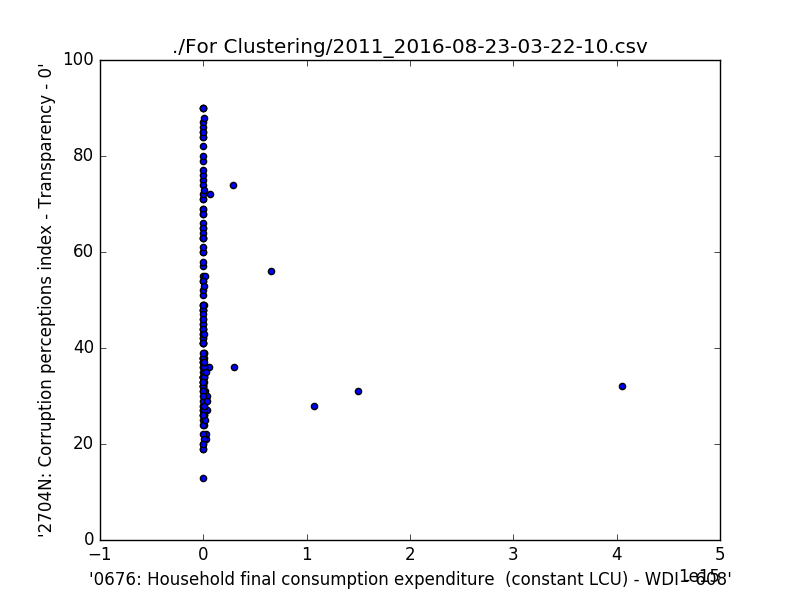 ./For Clustering/2011_2016-08-23-03-22-10.csv
100
80
60
40
20
0
'2704N: Corruption perceptions index - Transparency - 0'
−1 0 1 2 3 4 5
1e15
'0676: Household final consumption expenditure  (constant LCU) - WDI - 608'